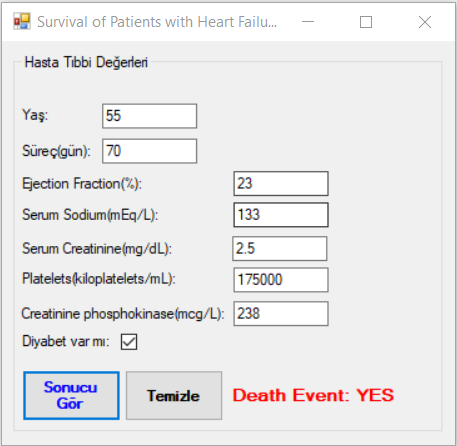 Survival of Patients with Heart Failu...
Hasta Tıbbi Değerleri
Yaş: 55
Süreç(gün): 70
Ejection Fraction(%): 23
Serum Sodium(mEq/L): 133
Serum Creatinine(mg/dL): 2.5
Platelets(kiloplatelets/mL): 175000
Creatinine phosphokinase(mcg/L): 238
Diyabet var mı:
Sonucu
Gör
Temizle
Death Event: YES